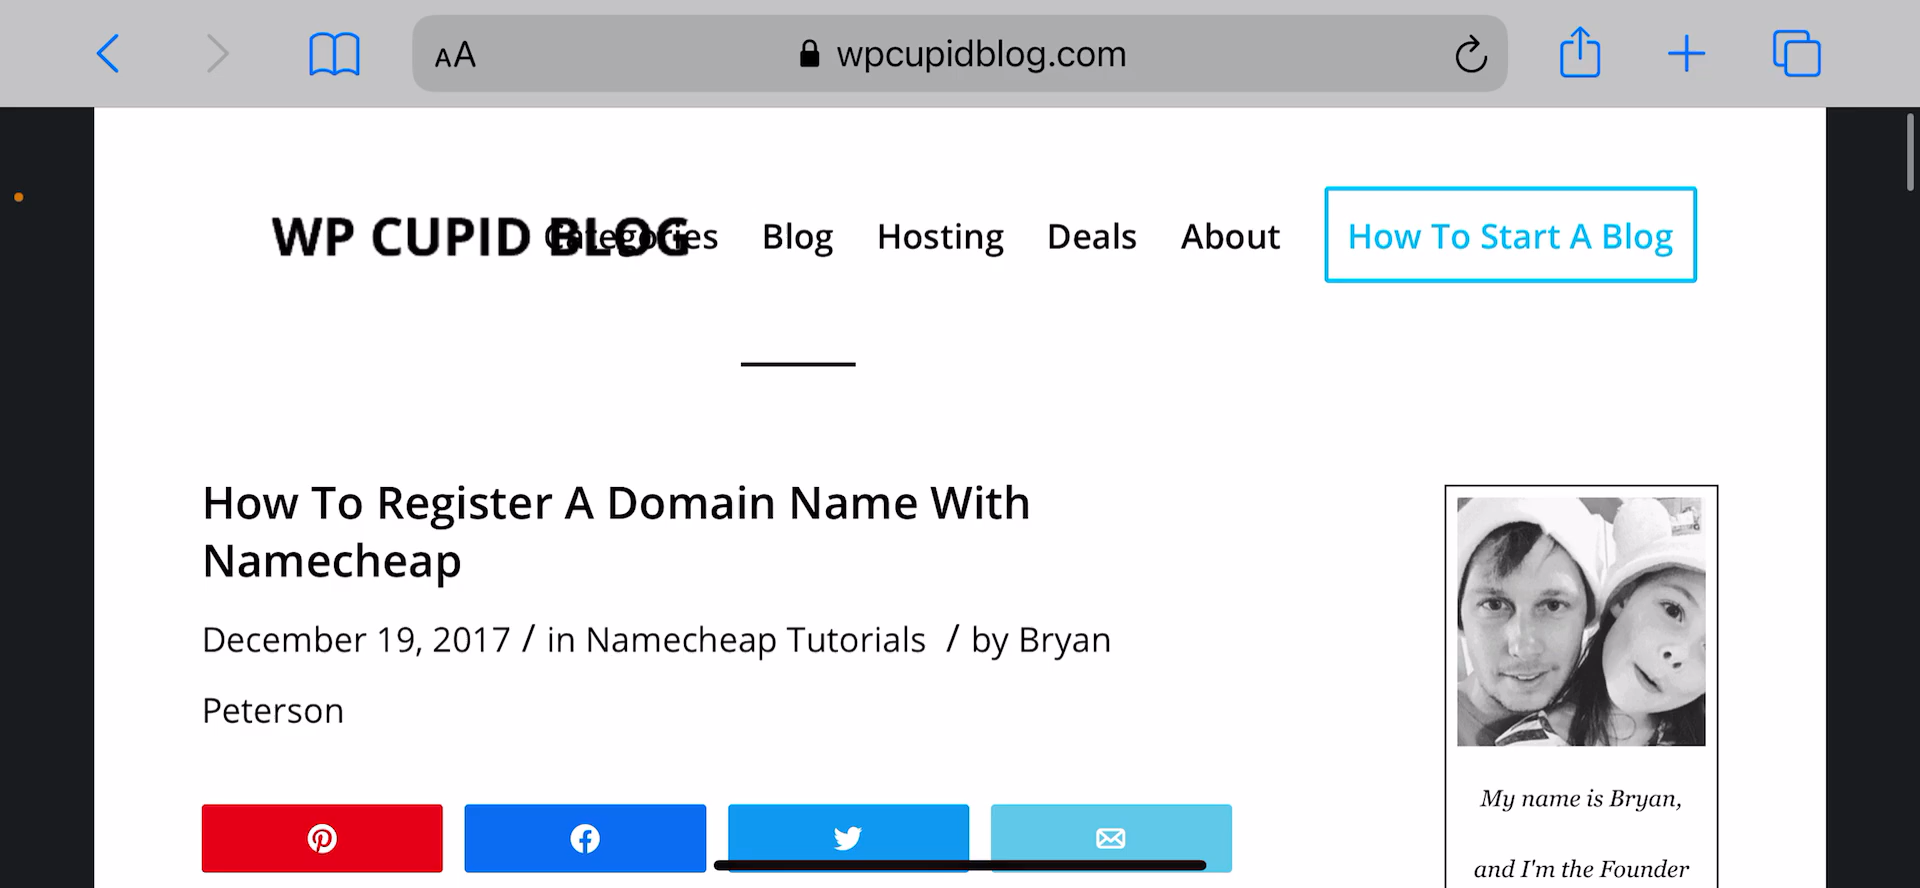 AA
wpcupidblog.com
WP CUPID BLOG
Categories Blog Hosting Deals About How To Start A Blog
How To Register A Domain Name With
Namecheap
December 19, 2017 / in Namecheap Tutorials / by Bryan
Peterson
My name is Bryan,
and I'm the Founder